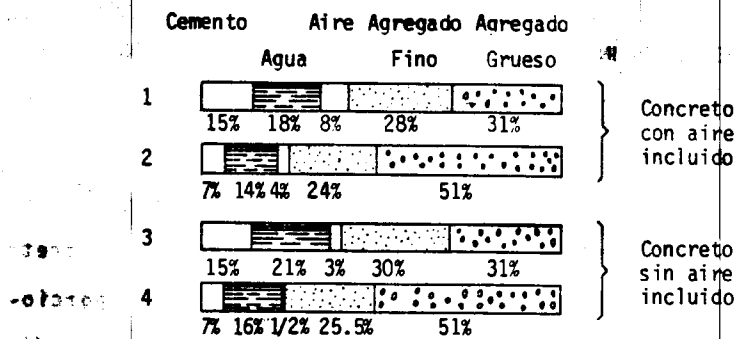 Cemento Aire Agregado Agregado
Agua Fino Grueso
1
15% 18% 8% 28% 31%
Concreto
con aire
incluido
2
7% 14% 4% 24% 51%
3
15% 21% 3% 30% 31%
Concreto
sin aire
incluido
4
7% 16% 1/2% 25.5% 51%